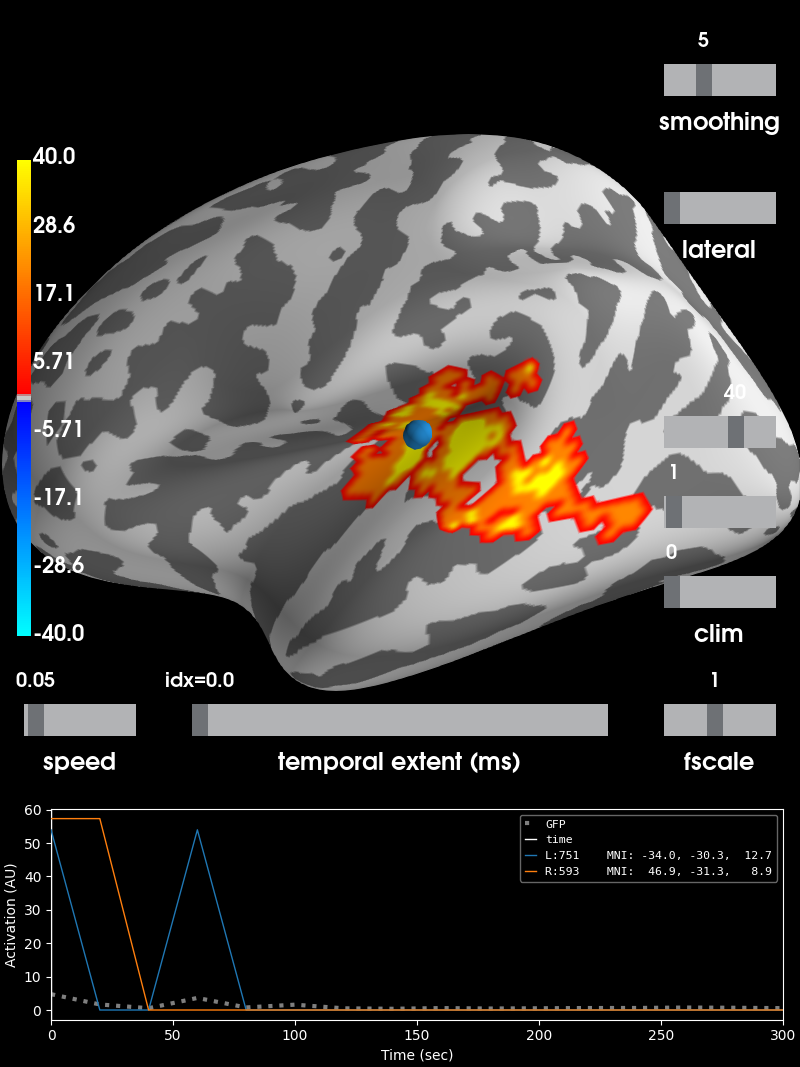 5
smoothing
lateral
40.0
28.6
17.1
5.71
-5.71
-17.1
-28.6
-40.0
40
1
0
clim
0.05
speed
idx=0.0
temporal extent (ms)
1
fscale
60
50
40
30
20
10
0
Activation (AU)
GFP
time
L:751 MNI: -34.0, -30.3, 12.7
R:593 MNI: 46.9, -31.3, 8.9
0 50 100 150 200 250 300
Time (sec)